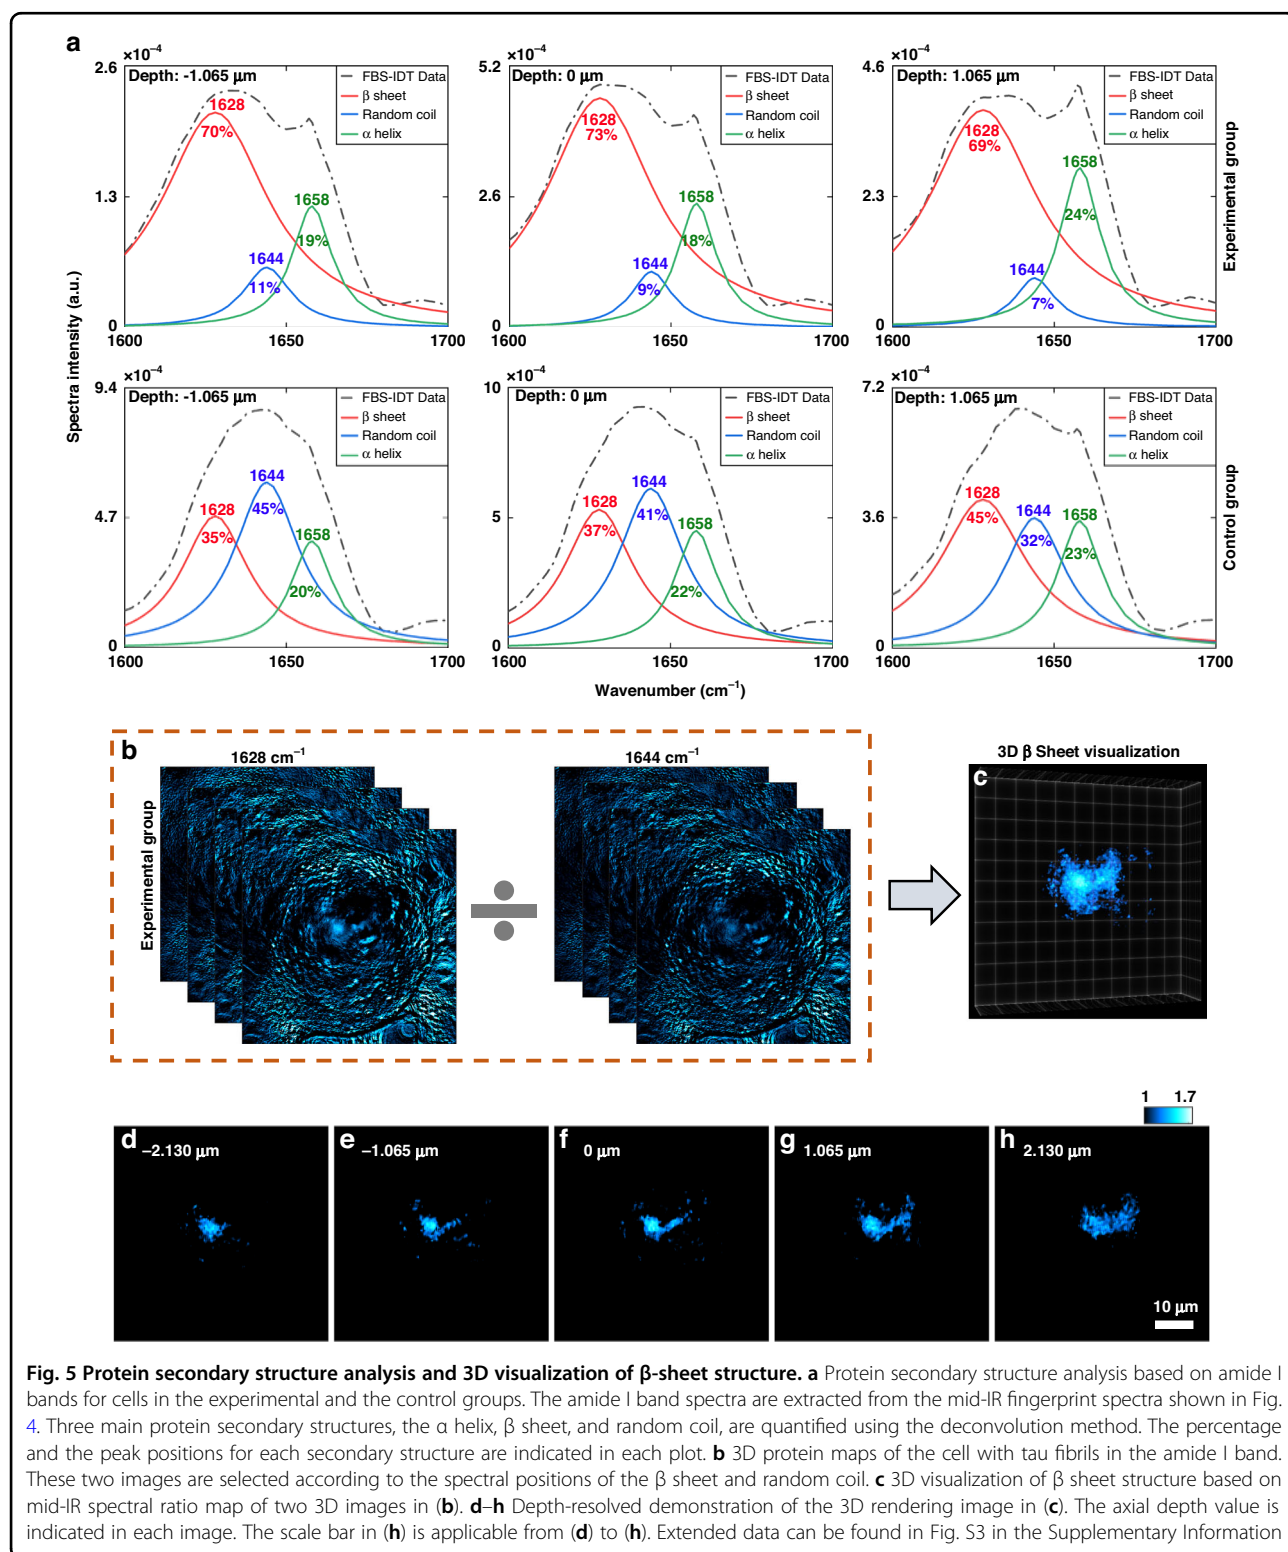 a
×10⁻⁴
×10⁻⁴
×10⁻⁴
2.6
Depth: -1.065 µm
FBS-IDT Data
β sheet
Random coil
α helix
1628
70%
1.3
1658
19%
1644
11%
0
1600
1650
1700
5.2
Depth: 0 µm
FBS-IDT Data
β sheet
Random coil
α helix
1628
73%
2.6
1658
18%
1644
9%
0
1600
1650
1700
4.6
Depth: 1.065 µm
FBS-IDT Data
β sheet
Random coil
α helix
1628
69%
2.3
1658
24%
1644
7%
0
1600
1650
1700
Experimental group
Spectra intensity (a.u.)
×10⁻⁴
×10⁻⁴
×10⁻⁴
9.4
Depth: -1.065 µm
FBS-IDT Data
β sheet
Random coil
α helix
1644
45%
1628
35%
4.7
1658
20%
0
1600
1650
1700
10
Depth: 0 µm
FBS-IDT Data
β sheet
Random coil
α helix
1644
41%
1628
37%
5
1658
22%
0
1600
1650
1700
7.2
Depth: 1.065 µm
FBS-IDT Data
β sheet
Random coil
α helix
1628
45%
1644
32%
3.6
1658
23%
0
1600
1650
1700
Control group
Wavenumber (cm⁻¹)
b
1628 cm⁻¹
1644 cm⁻¹
Experimental group
3D β Sheet visualization
c
1 1.7
d
–2.130 µm
e
–1.065 µm
f
0 µm
g
1.065 µm
h
2.130 µm
10 µm
Fig. 5 Protein secondary structure analysis and 3D visualization of β-sheet structure. a Protein secondary structure analysis based on amide I
bands for cells in the experimental and the control groups. The amide I band spectra are extracted from the mid-IR fingerprint spectra shown in Fig.
4. Three main protein secondary structures, the α helix, β sheet, and random coil, are quantified using the deconvolution method. The percentage
and the peak positions for each secondary structure are indicated in each plot. b 3D protein maps of the cell with tau fibrils in the amide I band.
These two images are selected according to the spectral positions of the β sheet and random coil. c 3D visualization of β sheet structure based on
mid-IR spectral ratio map of two 3D images in (b). d–h Depth-resolved demonstration of the 3D rendering image in (c). The axial depth value is
indicated in each image. The scale bar in (h) is applicable from (d) to (h). Extended data can be found in Fig. S3 in the Supplementary Information